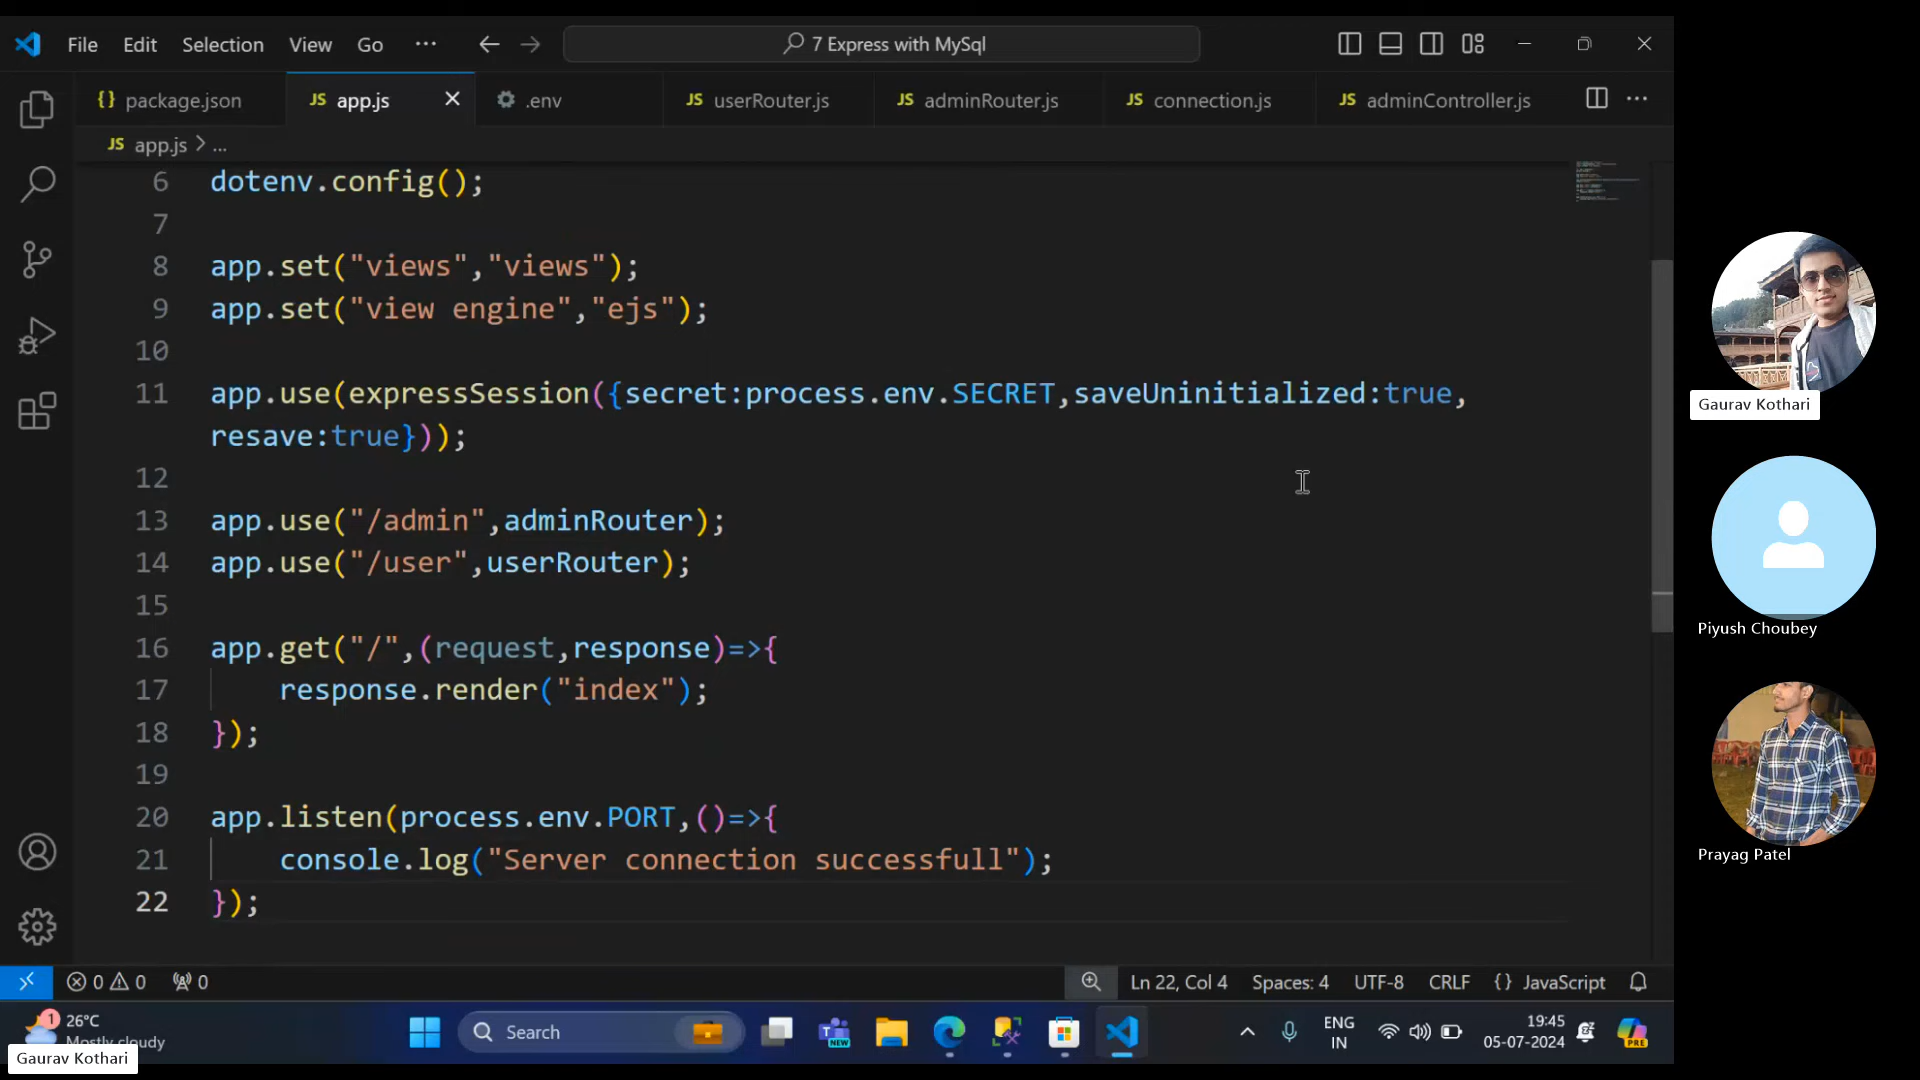 File Edit Selection View Go ··· 7 Express with MySql
package.json app.js .env userRouter.js adminRouter.js connection.js adminController.js
JS app.js > ...
6 dotenv.config();
7
8 app.set("views","views");
9 app.set("view engine","ejs");
10
11 app.use(expressSession({secret:process.env.SECRET,saveUninitialized:true,
resave:true}));
12
13 app.use("/admin",adminRouter);
14 app.use("/user",userRouter);
15
16 app.get("/",(request,response)=>{
17 response.render("index");
18 });
19
20 app.listen(process.env.PORT,()=>{
21 console.log("Server connection successfull");
22 });
0 0 0 Ln 22, Col 4 Spaces: 4 UTF-8 CRLF {} JavaScript
1 26°C
Mostly cloudy
Search
ENG
IN
19:45
05-07-2024
PRE
NEW
Gaurav Kothari
Gaurav Kothari
Piyush Choubey
Prayag Patel